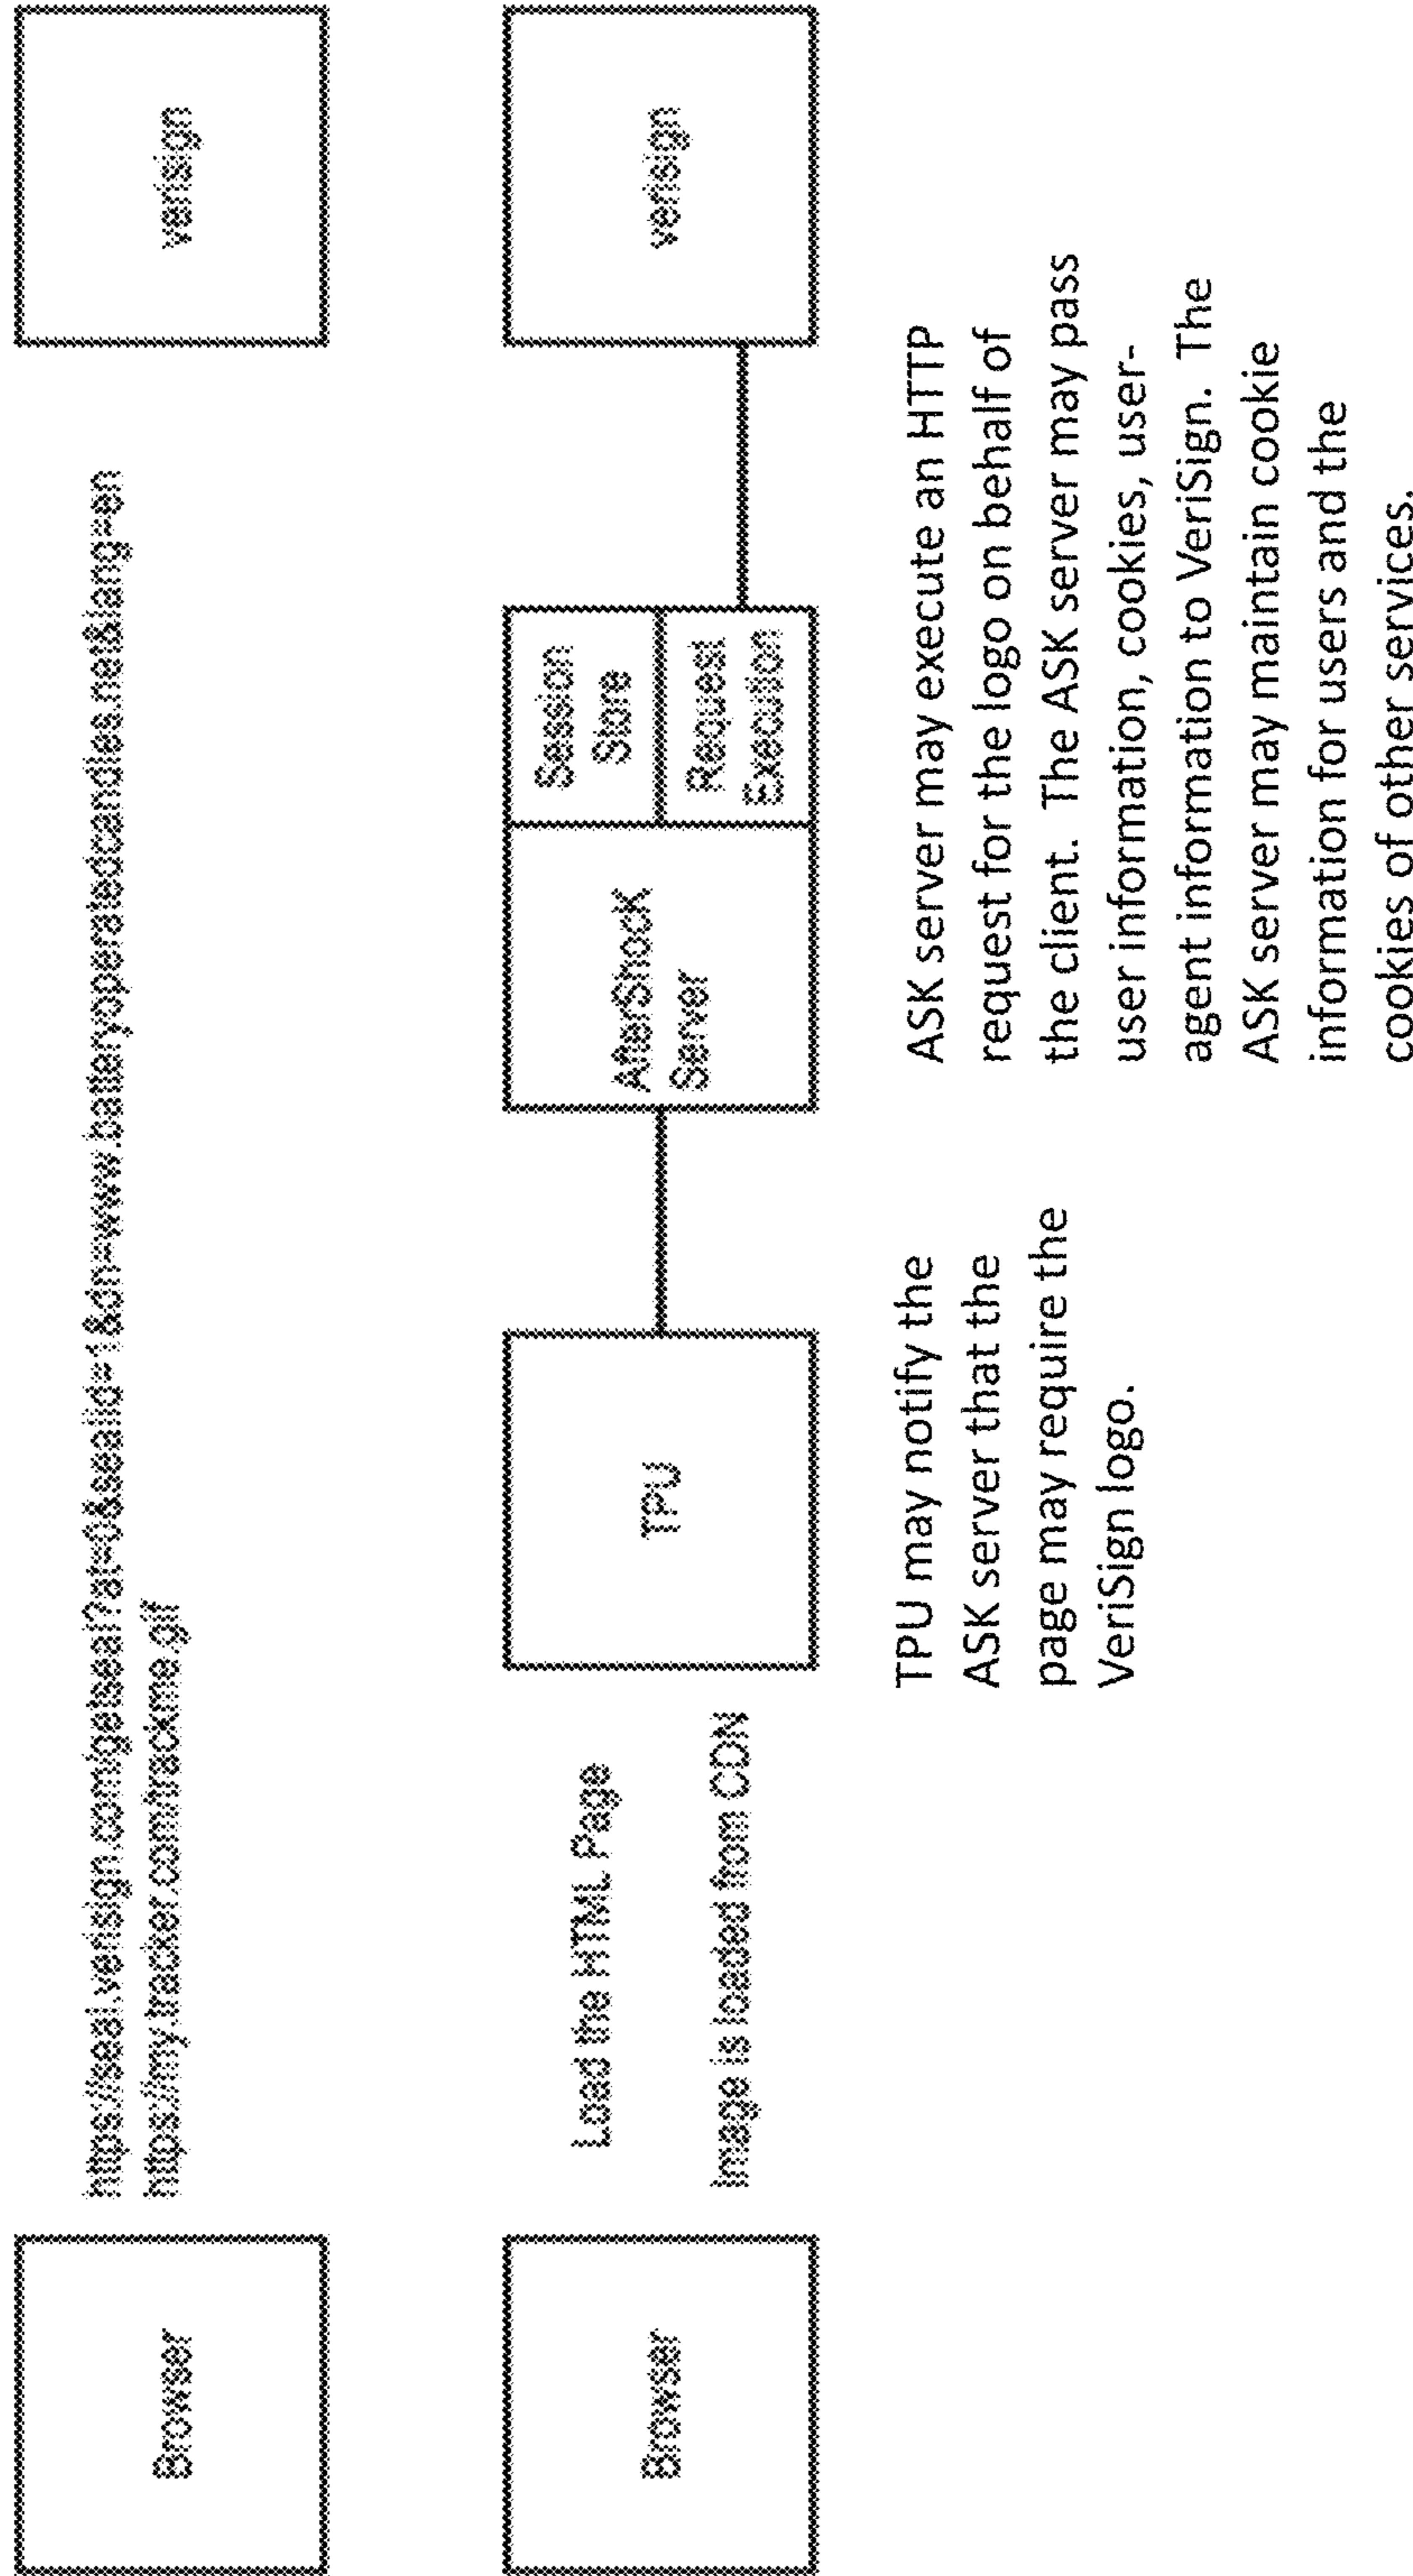 Browser
https://seal.verisign.com/getseal?at=0&sealid=1&dn=www.batteryoperatedcandles.net&lang=en
https://my.tracker.com/trackme.gif
verisign
Browser
Load the HTML Page
Image is loaded from CDN
TPU
AfterShocK
Server
Session
Store
Request
Execution
verisign
TPU may notify the
ASK server that the
page may require the
VeriSign logo.
ASK server may execute an HTTP
request for the logo on behalf of
the client.  The ASK server may pass
user information, cookies, user-
agent information to VeriSign.  The
ASK server may maintain cookie
information for users and the
cookies of other services.